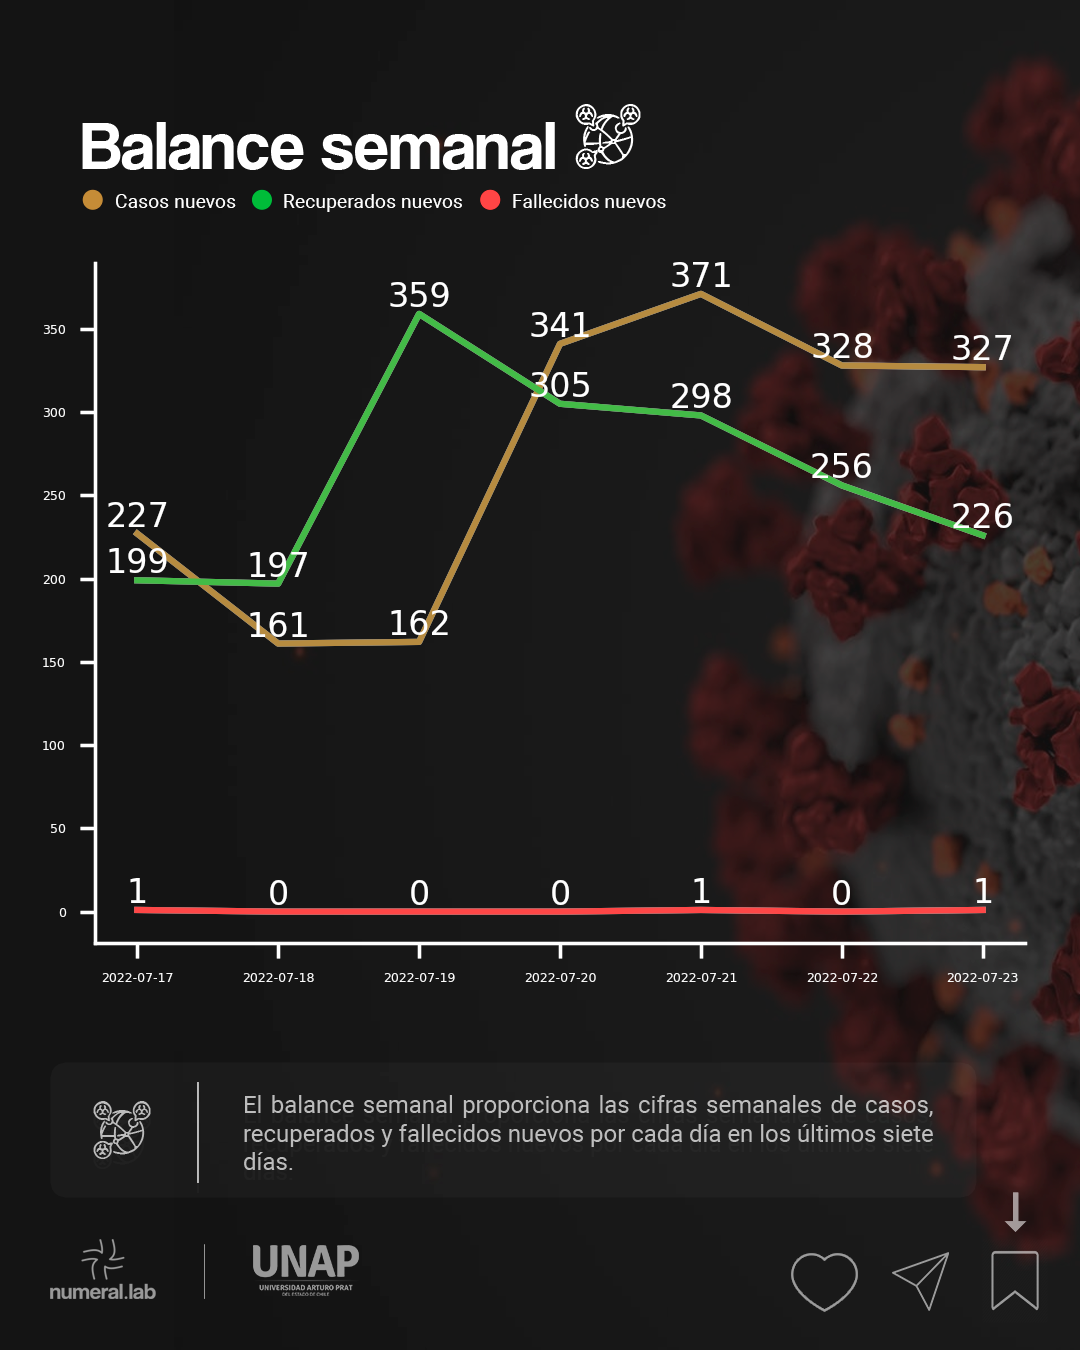 Balance semanal
Casos nuevos Recuperados nuevos Fallecidos nuevos
371
359
341
350
328
327
305
298
300
256
250
227
226
199
197
200
161
162
150
100
50
1 0 0 0 1 0 1
0
2022-07-17 2022-07-18 2022-07-19 2022-07-20 2022-07-21 2022-07-22 2022-07-23
El balance semanal proporciona las cifras semanales de casos,
recuperados y fallecidos nuevos por cada día en los últimos siete
días.
numeral.lab
UNAP
UNIVERSIDAD ARTURO PRAT
DEL ESTADO DE CHILE